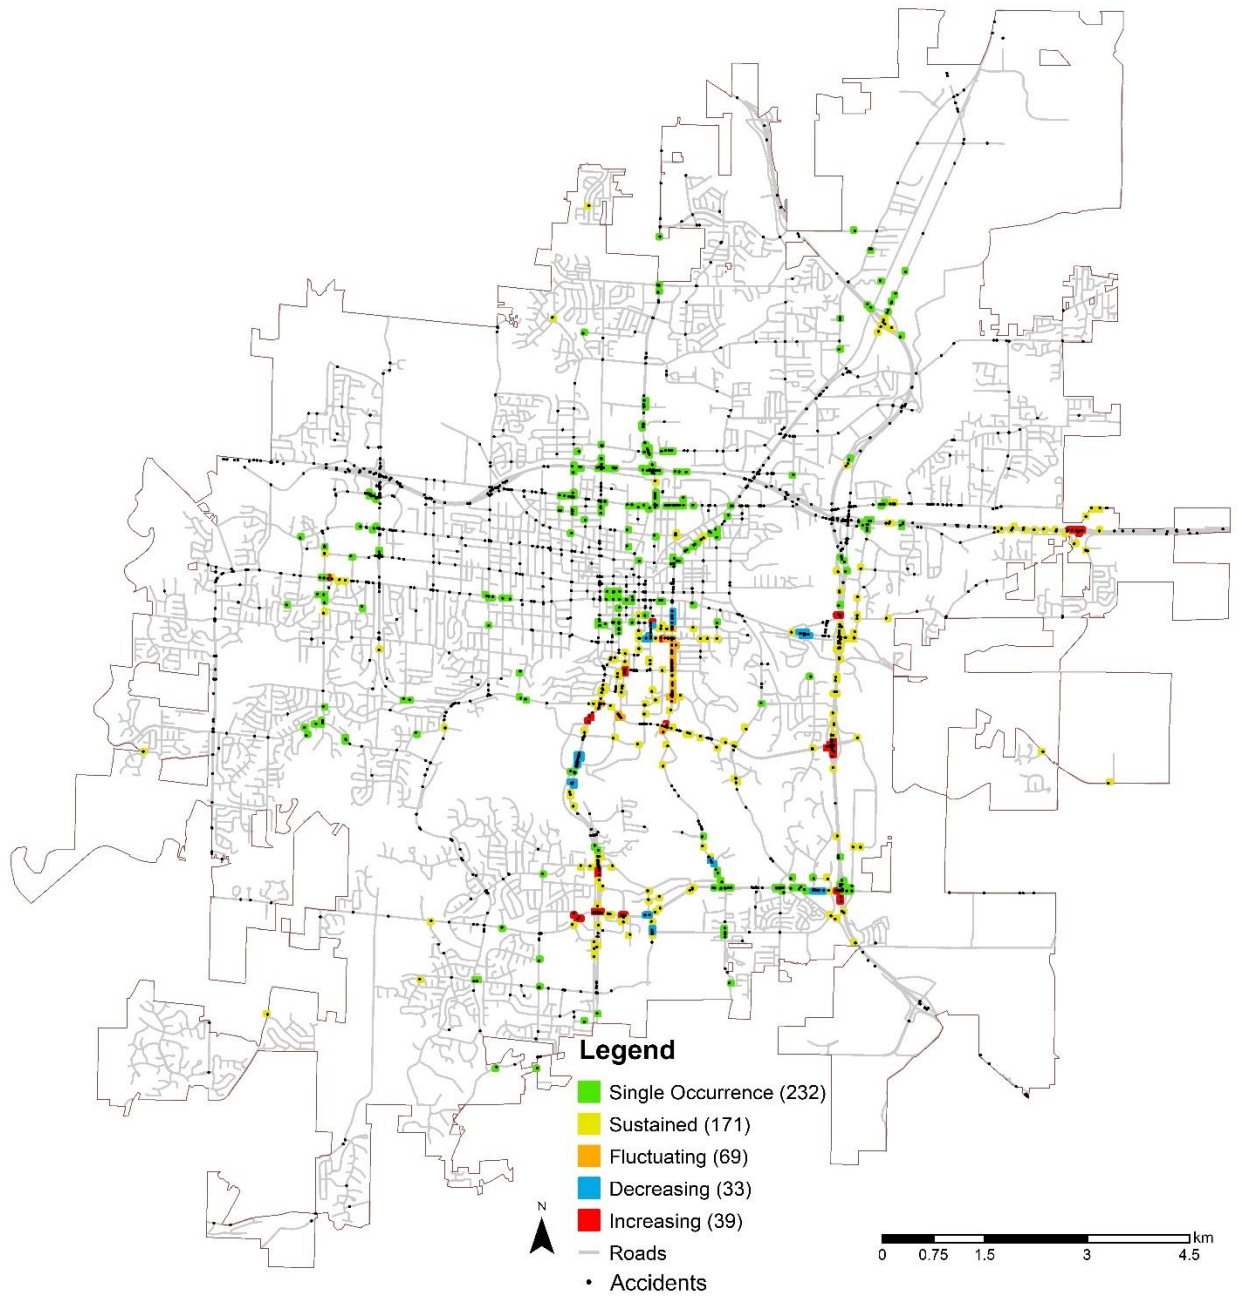 Legend
Single Occurrence (232)
Sustained (171)
Fluctuating (69)
Decreasing (33)
Increasing (39)
Roads
Accidents
N
km
0 0.75 1.5 3 4.5